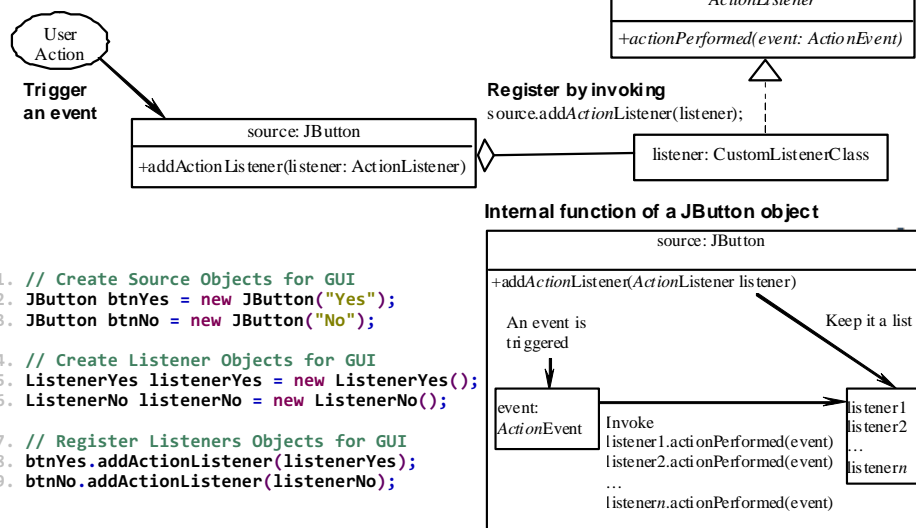 ActionListener
+actionPerformed(event: ActionEvent)
User
Action
Trigger
an event
Register by invoking
source.addActionListener(listener);
source: JButton
+addActionListener(listener: ActionListener)
listener: CustomListenerClass
Internal function of a JButton object
source: JButton
+addActionListener(ActionListener listener)
An event is
triggered
Keep it a list
event:
ActionEvent
Invoke
listener1.actionPerformed(event)
listener2.actionPerformed(event)
…
listenern.actionPerformed(event)
listener1
listener2
…
listenern
1. // Create Source Objects for GUI
2. JButton btnYes = new JButton("Yes");
3. JButton btnNo = new JButton("No");
4. // Create Listener Objects for GUI
5. ListenerYes listenerYes = new ListenerYes();
6. ListenerNo listenerNo = new ListenerNo();
7. // Register Listeners Objects for GUI
8. btnYes.addActionListener(listenerYes);
9. btnNo.addActionListener(listenerNo);